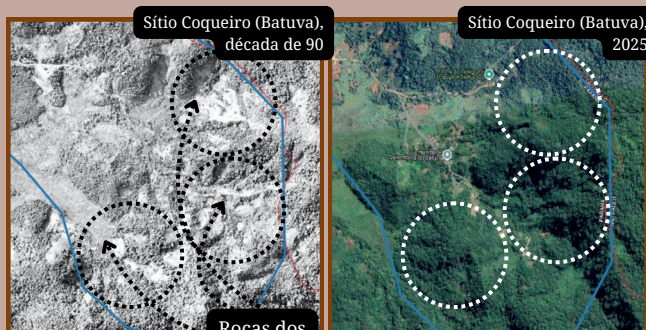 Sítio Coqueiro (Batuva),
década de 90
Sítio Coqueiro (Batuva),
2025
Roças dos